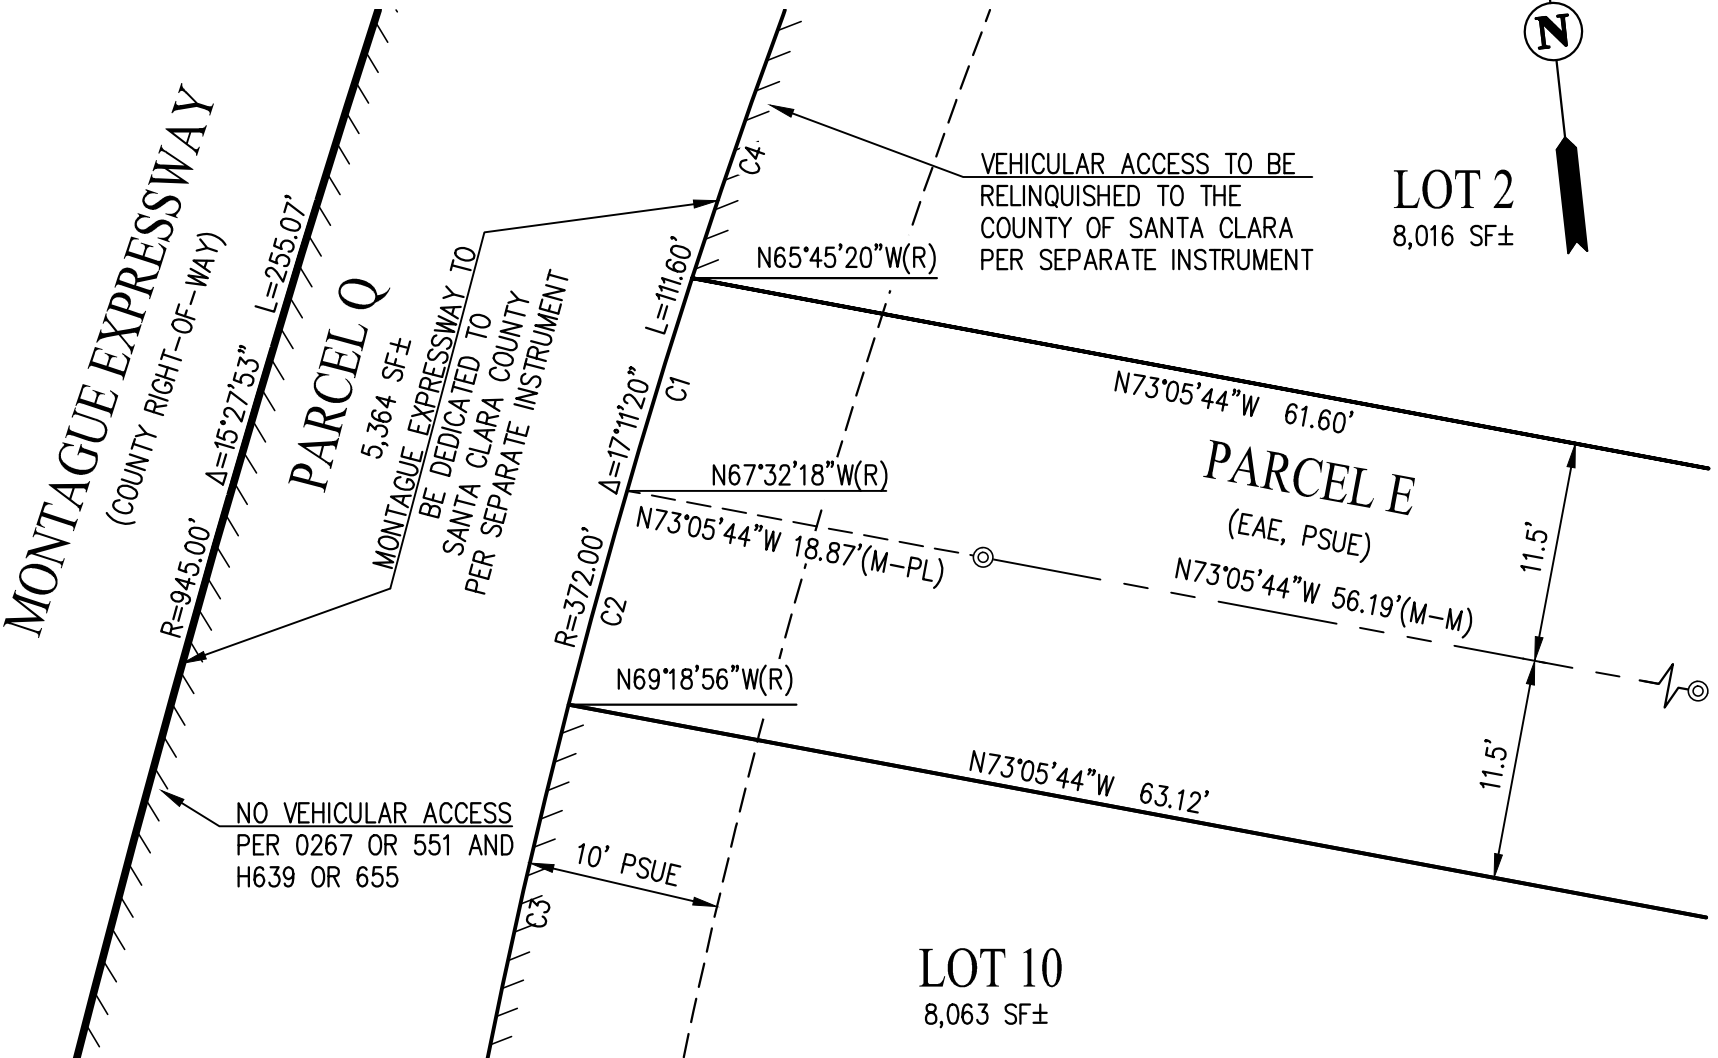 N
MONTAGUE EXPRESSWAY
(COUNTY RIGHT-OF-WAY)
R=945.00' Δ=15°27'53" L=255.07'
PARCEL Q
5,364 SF±
MONTAGUE EXPRESSWAY TO
BE DEDICATED TO
SANTA CLARA COUNTY
PER SEPARATE INSTRUMENT
R=372.00' Δ=17°11'20" L=111.60'
C4
C1
C2
C3
VEHICULAR ACCESS TO BE
RELINQUISHED TO THE
COUNTY OF SANTA CLARA
PER SEPARATE INSTRUMENT
LOT 2
8,016 SF±
N65°45'20"W(R)
N73°05'44"W 61.60'
PARCEL E
(EAE, PSUE)
N67°32'18"W(R)
N73°05'44"W 18.87'(M-PL)
N73°05'44"W 56.19'(M-M)
11.5'
11.5'
N69°18'56"W(R)
N73°05'44"W 63.12'
NO VEHICULAR ACCESS
PER 0267 OR 551 AND
H639 OR 655
10' PSUE
LOT 10
8,063 SF±